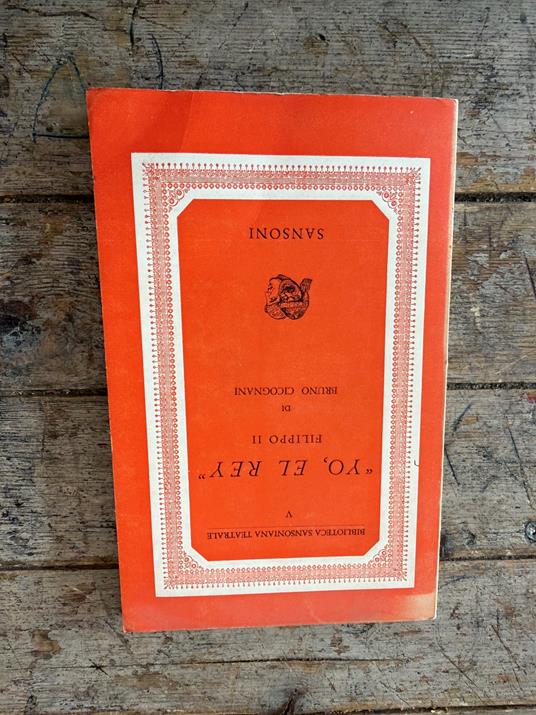 BIBLIOTECA SANSONIANA TEATRALE
V
“YO, EL REY”
FILIPPO II
DI
BRUNO CICOGNANI
SANSONI